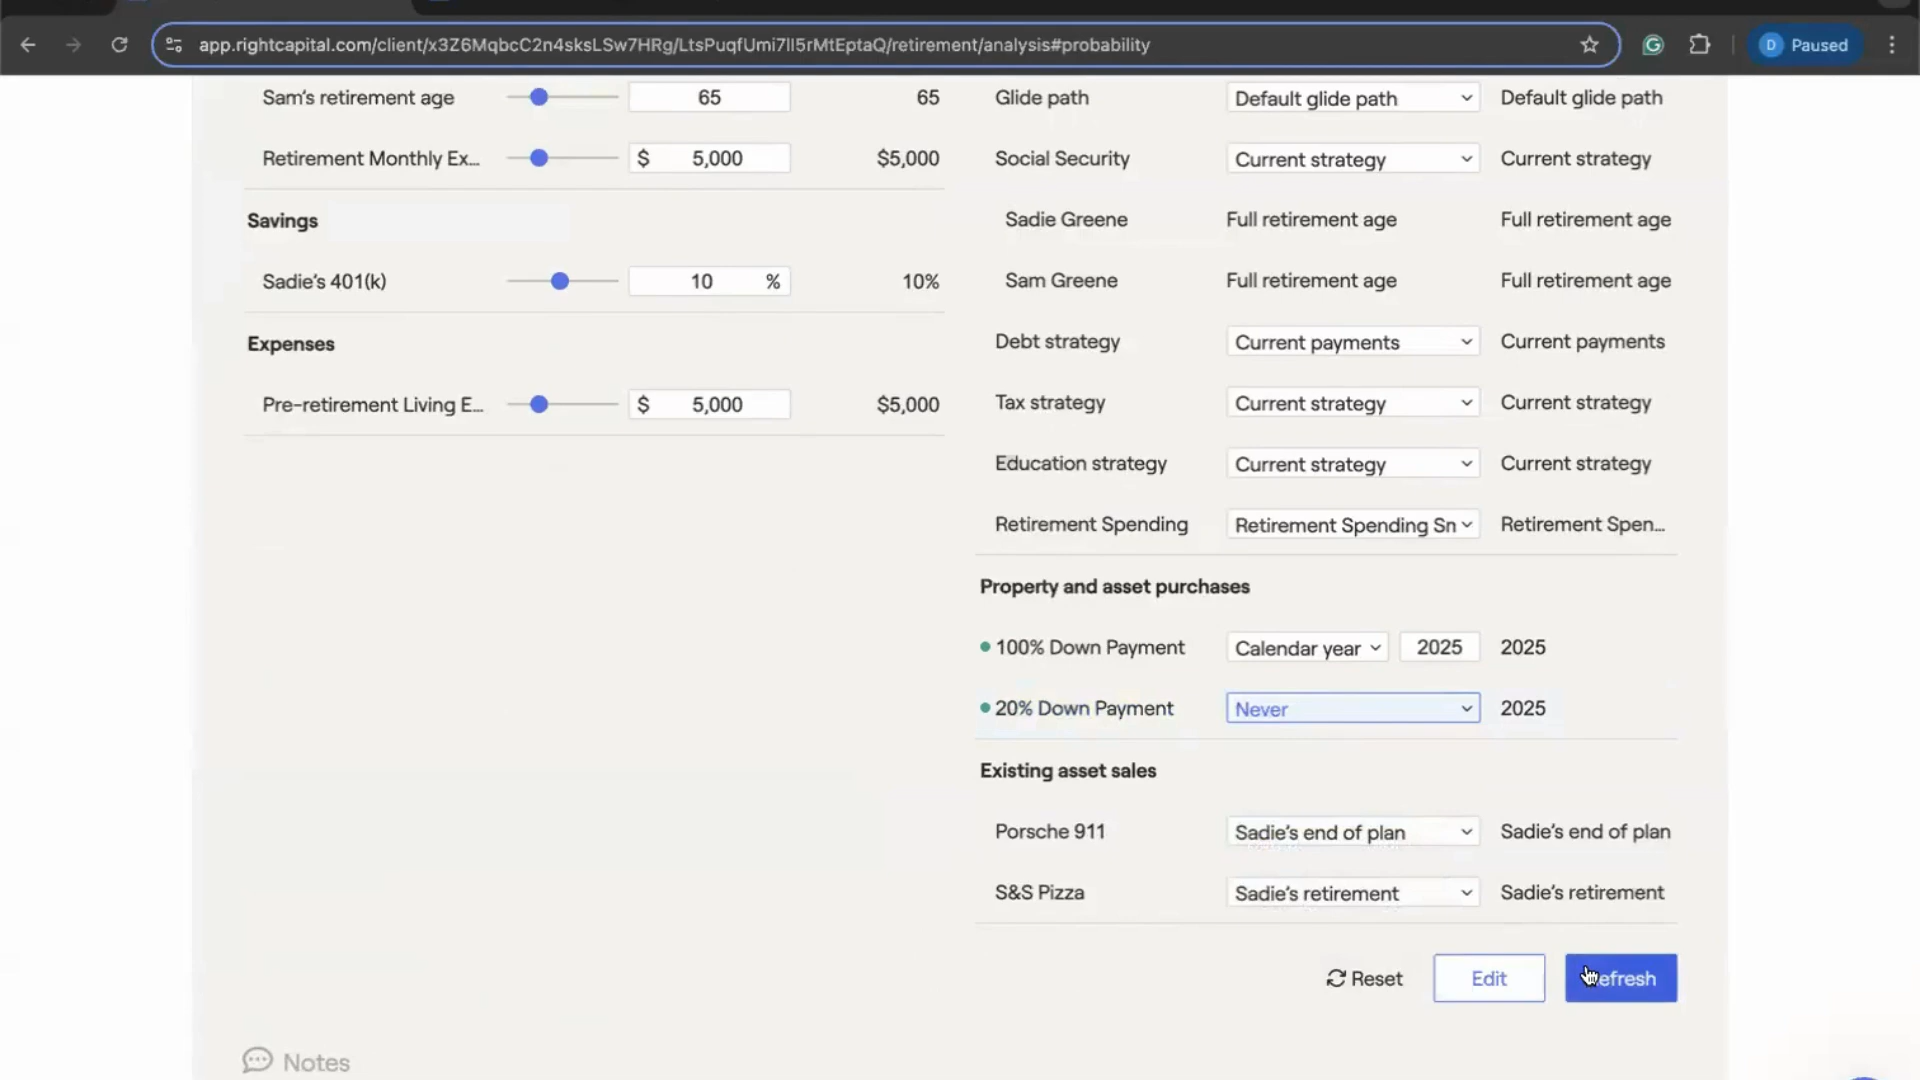 app.rightcapital.com/client/x3Z6MqbcC2n4sksLSw7HRg/LtsPuqfUmi7lI5rMtEptaQ/retirement/analysis#probability
D Paused
Sam's retirement age 65 65
Retirement Monthly Ex... $ 5,000 $5,000
Savings
Sadie's 401(k) 10 % 10%
Expenses
Pre-retirement Living E... $ 5,000 $5,000
Glide path Default glide path Default glide path
Social Security Current strategy Current strategy
Sadie Greene Full retirement age Full retirement age
Sam Greene Full retirement age Full retirement age
Debt strategy Current payments Current payments
Tax strategy Current strategy Current strategy
Education strategy Current strategy Current strategy
Retirement Spending Retirement Spending Sn Retirement Spen...
Property and asset purchases
100% Down Payment Calendar year 2025 2025
20% Down Payment Never 2025
Existing asset sales
Porsche 911 Sadie's end of plan Sadie's end of plan
S&S Pizza Sadie's retirement Sadie's retirement
Reset Edit Refresh
Notes